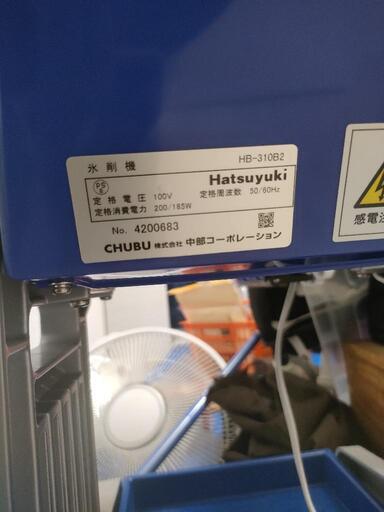 氷削機 HB-310B2
PS E Hatsuyuki
定格電圧 100V 定格周波数 50/60Hz
定格消費電力 200/185W
No. 4200683
CHUBU 株式会社 中部コーポレーション
感電注